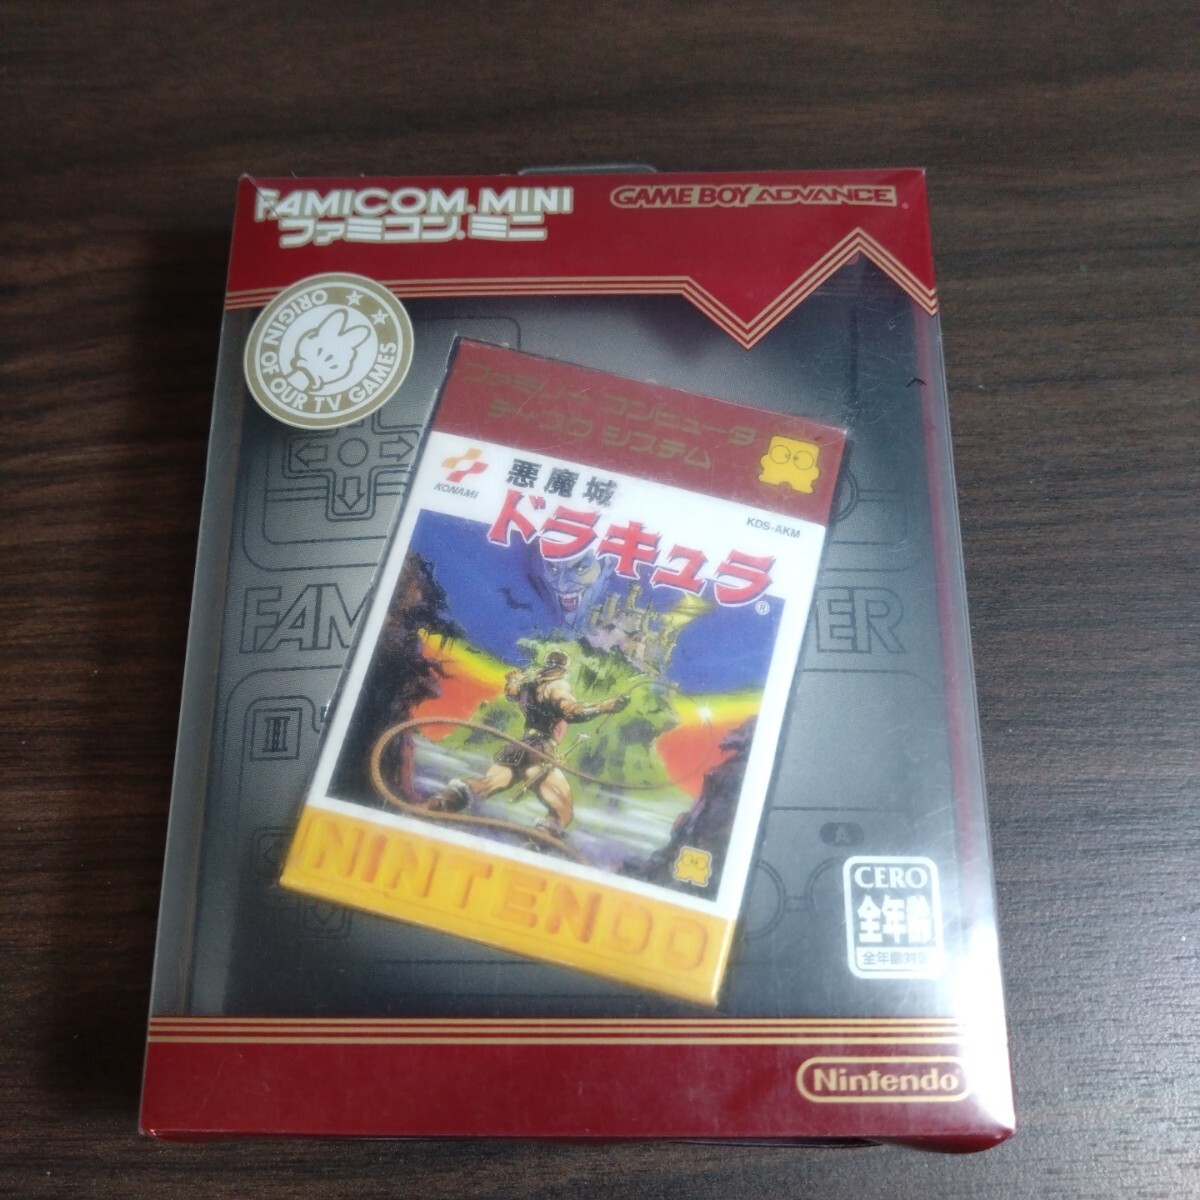 FAMICOM MINI
ファミコン ミニ
GAME BOY ADVANCE
ORIGIN OF OUR TV GAMES
ファミリー コンピュータ
ディスク システム
KONAMI
悪魔城
ドラキュラ®
KDS-AKM
FAM
ER
II
A
NINTENDO
CERO
全年齢
全年齢対象
Nintendo